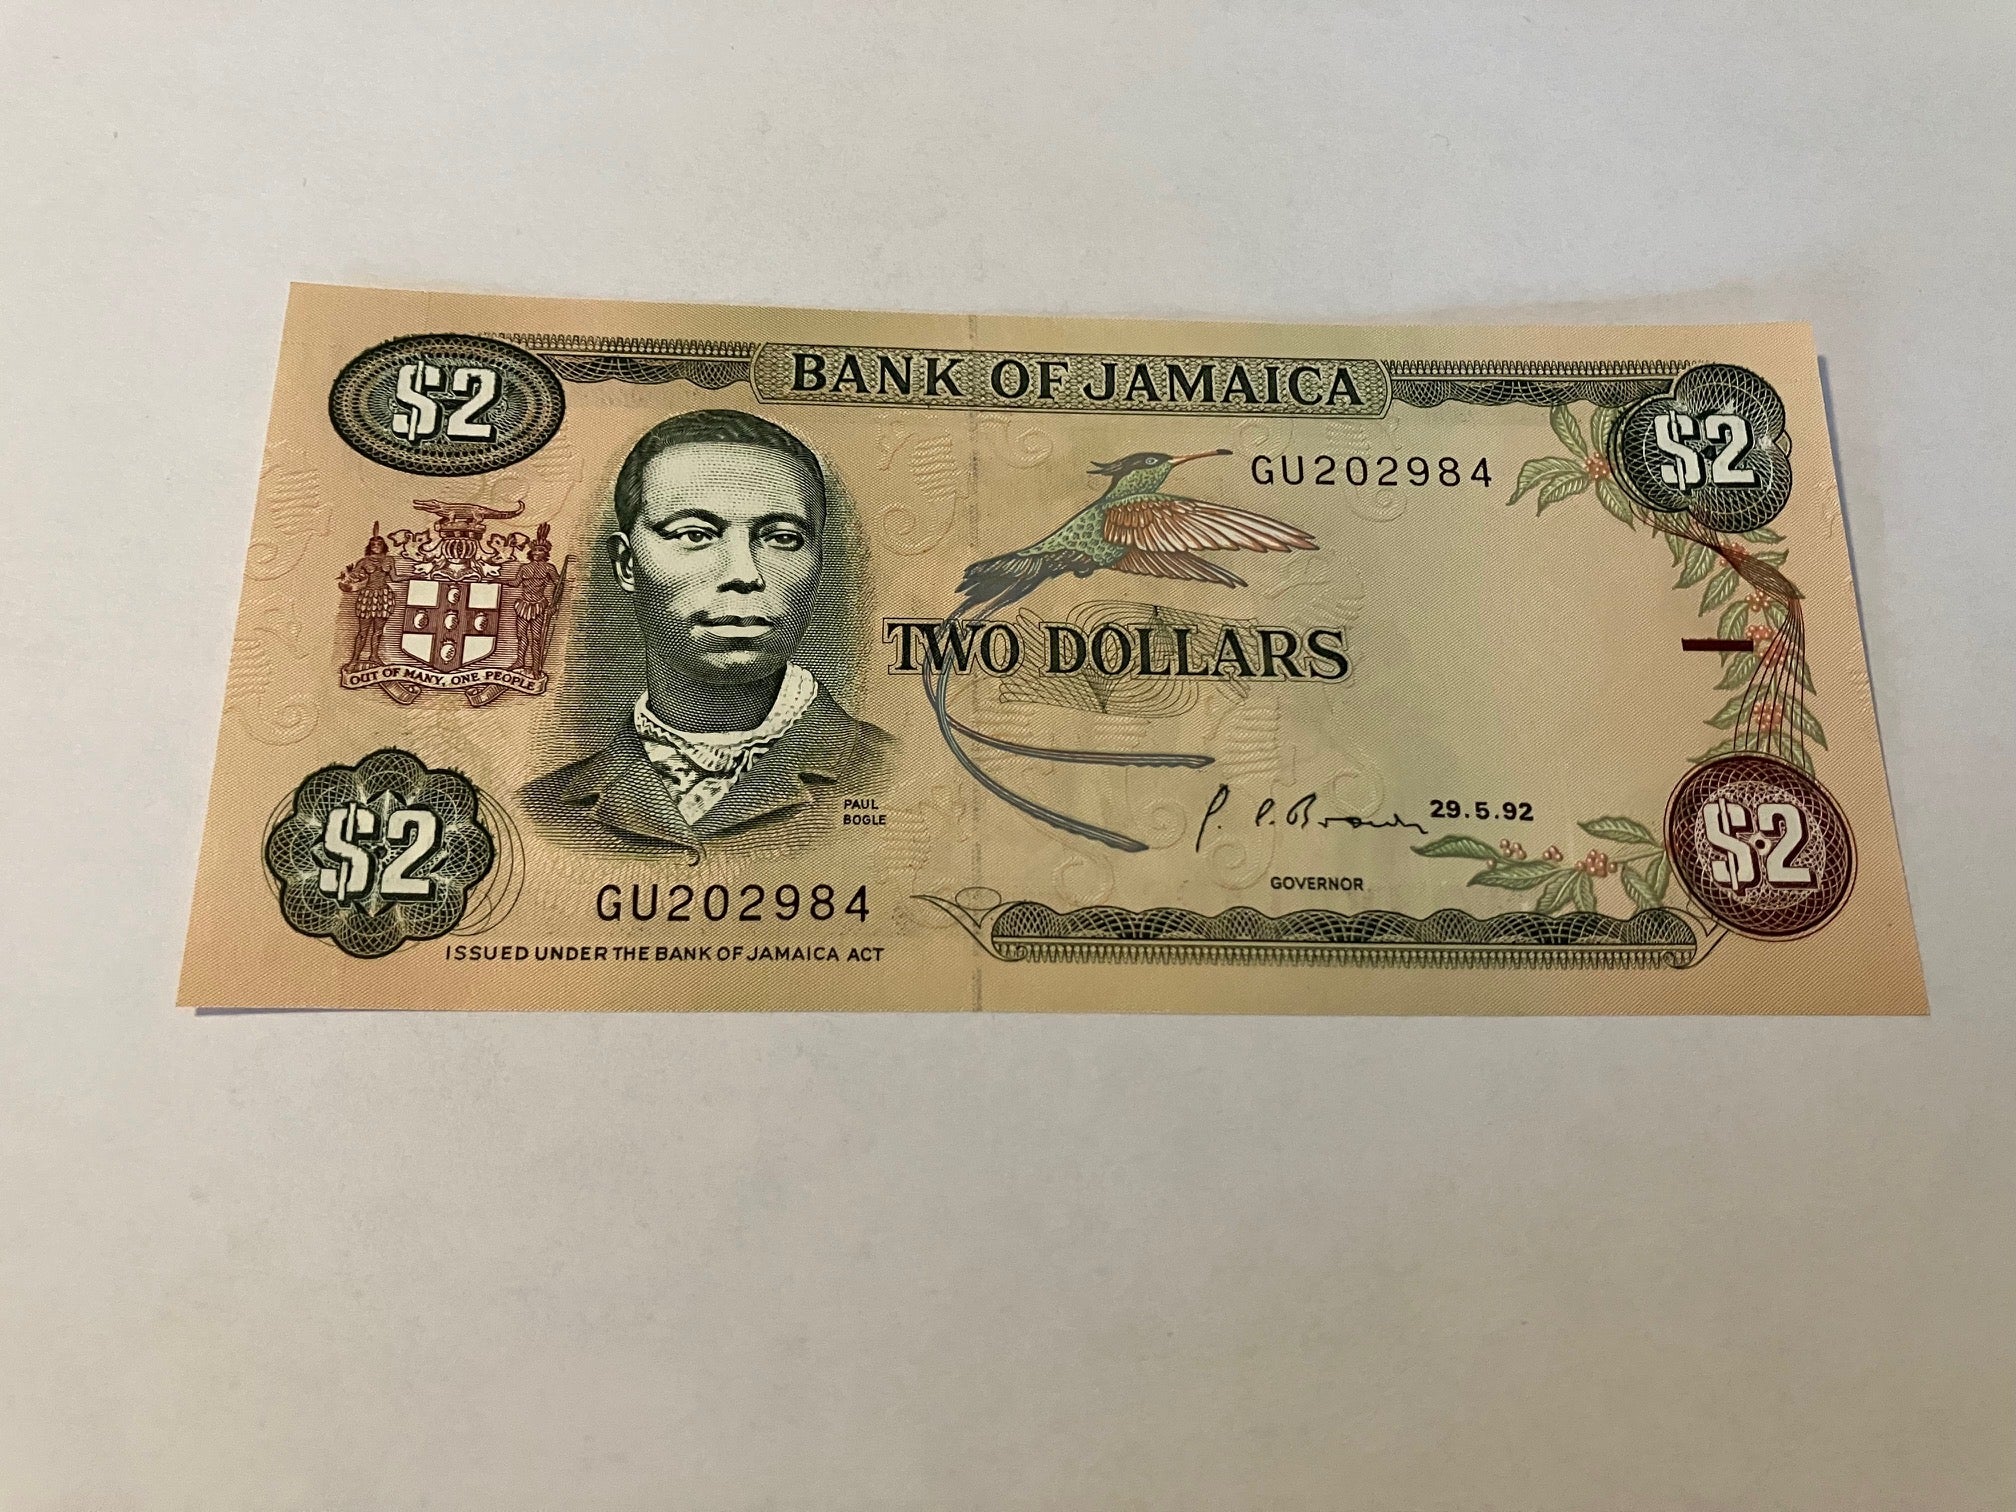 BANK OF JAMAICA
$2
$2
GU202984
OUT OF MANY, ONE PEOPLE
TWO DOLLARS
PAUL
BOGLE
29.5.92
$2
$2
GOVERNOR
GU202984
ISSUED UNDER THE BANK OF JAMAICA ACT